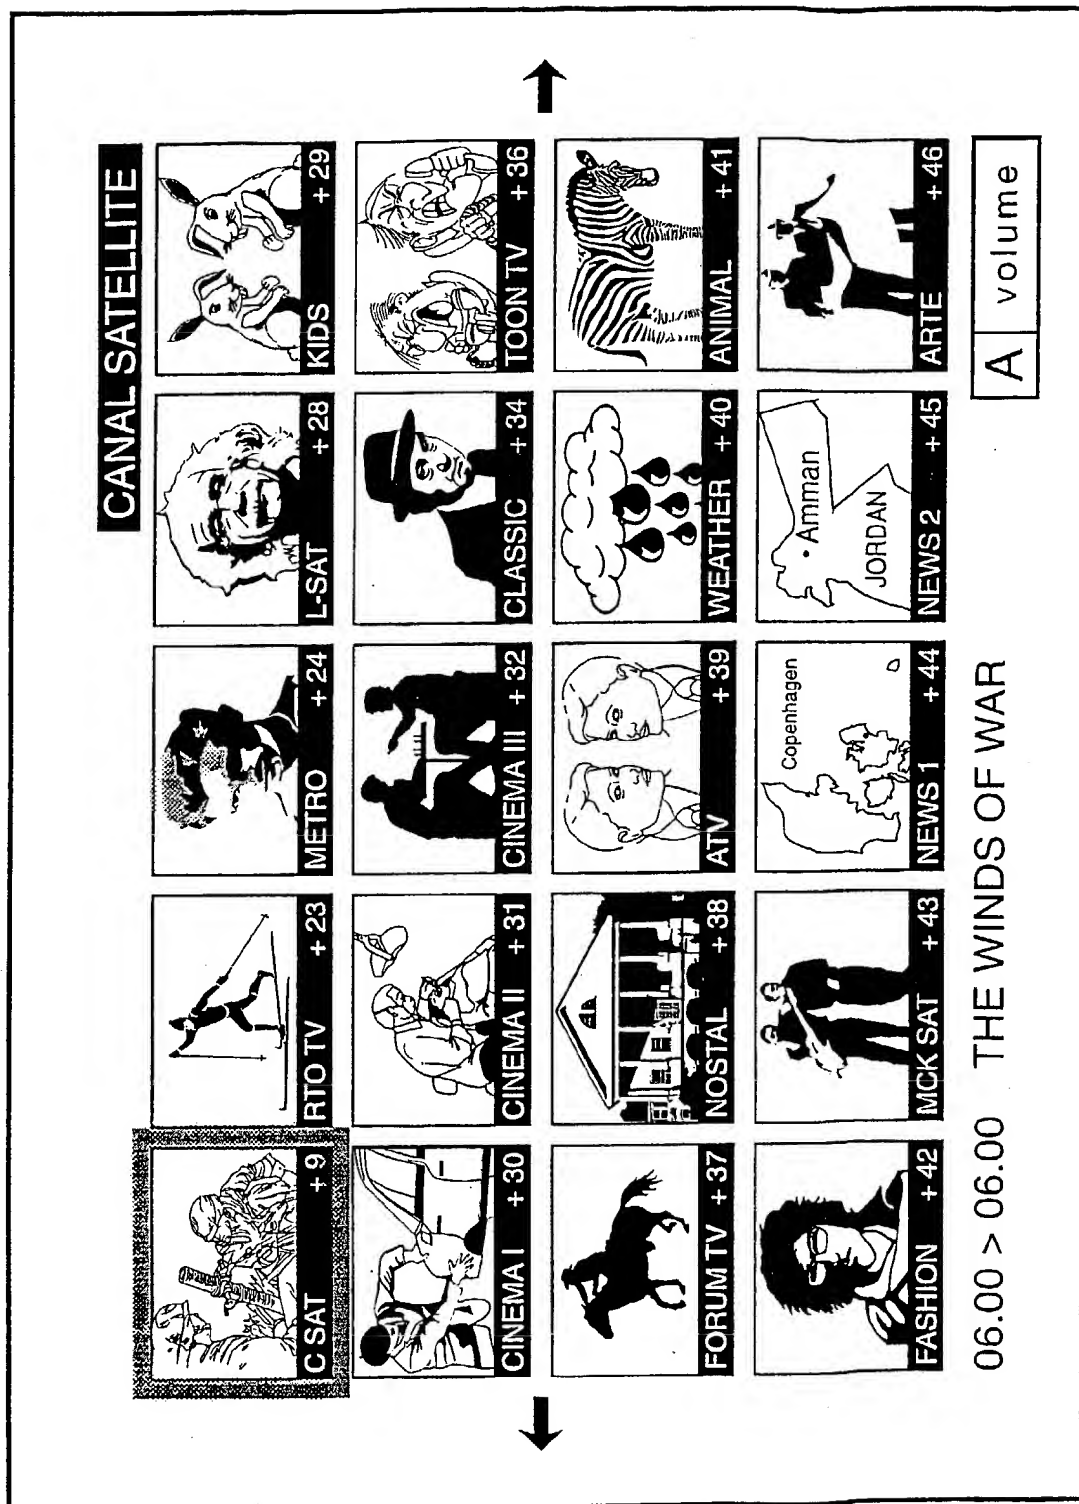 CANAL SATELLITE
C SAT + 9
RTO TV + 23
METRO + 24
L-SAT + 28
KIDS + 29
CINEMA I + 30
CINEMA II + 31
CINEMA III + 32
CLASSIC + 34
TOON TV + 36
FORUM TV + 37
NOSTAL + 38
ATV + 39
WEATHER + 40
ANIMAL + 41
Copenhagen
Amman
JORDAN
FASHION + 42
MCK SAT + 43
NEWS 1 + 44
NEWS 2 + 45
ARTE + 46
06.00 > 06.00 THE WINDS OF WAR
A volume